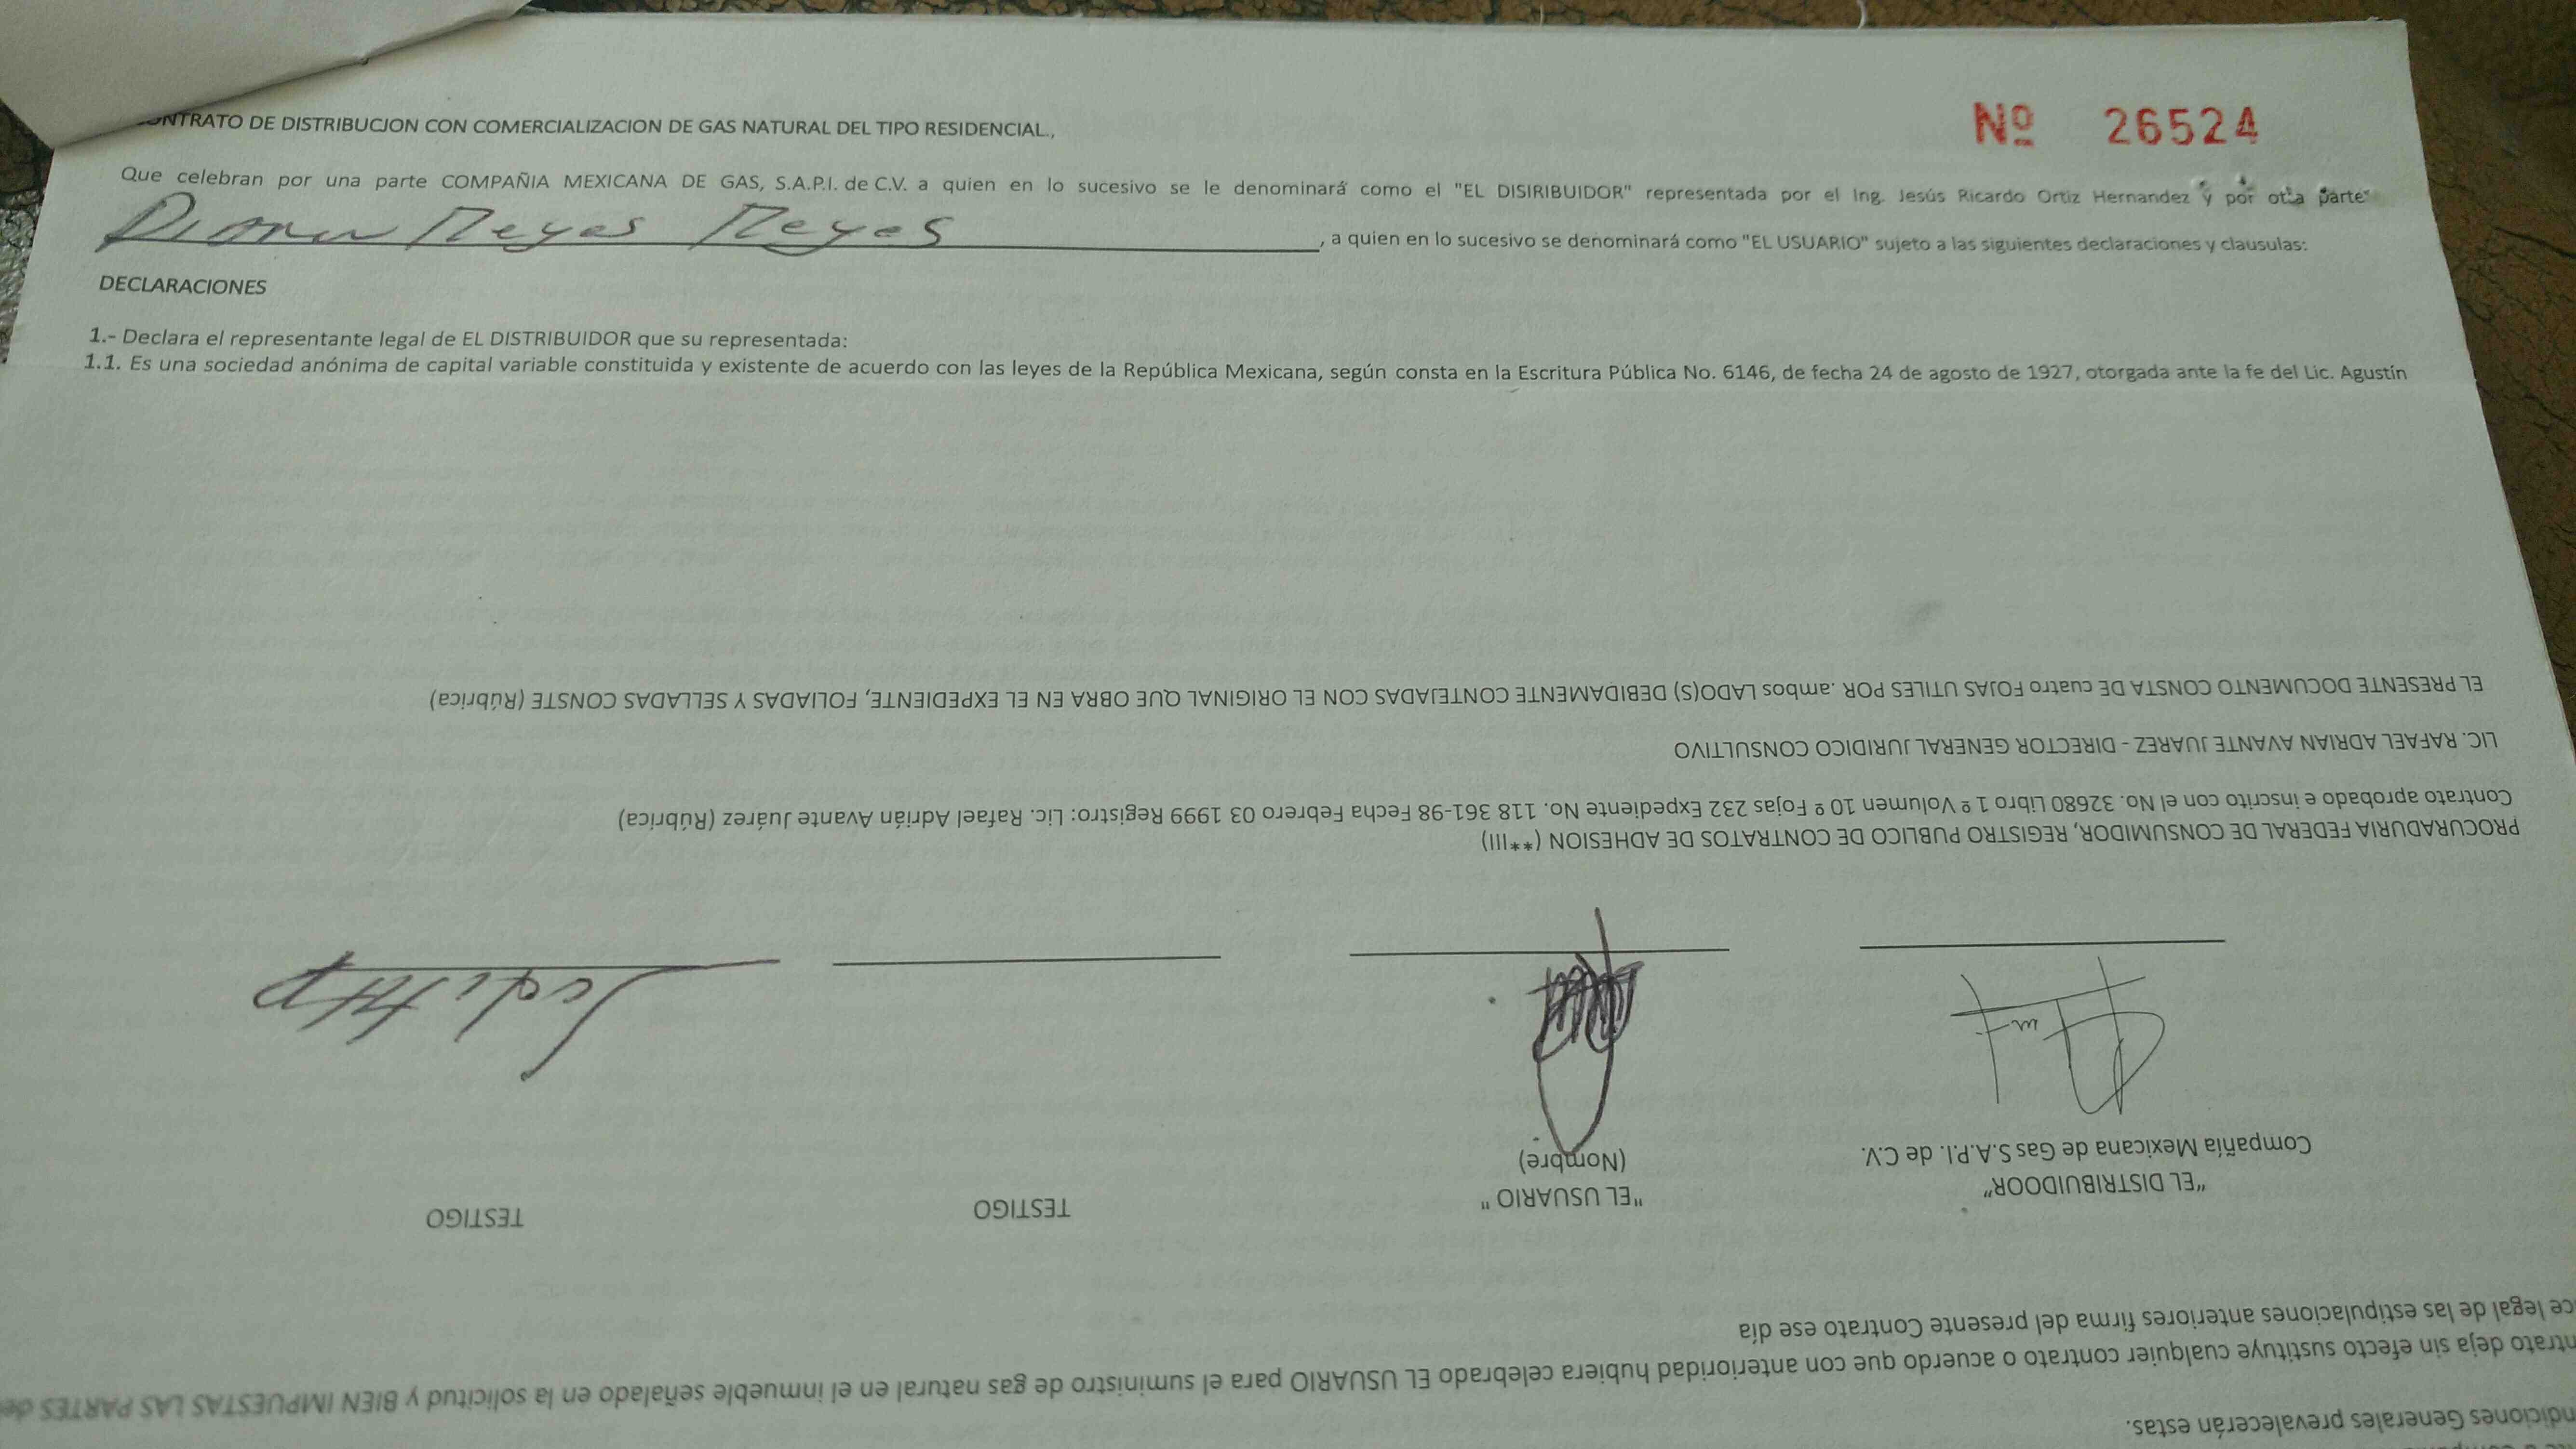 CONTRATO DE DISTRIBUCION CON COMERCIALIZACION DE GAS NATURAL DEL TIPO RESIDENCIAL.,
Nº 26524
Que celebran por una parte COMPAÑIA MEXICANA DE GAS, S.A.P.I. de C.V. a quien en lo sucesivo se le denominará como el "EL DISIRIBUIDOR" representada por el Ing. Jesús Ricardo Ortiz Hernandez y por otra parte
Diana Reyes Reyes , a quien en lo sucesivo se denominará como "EL USUARIO" sujeto a las siguientes declaraciones y clausulas:
DECLARACIONES
1.- Declara el representante legal de EL DISTRIBUIDOR que su representada:
1.1. Es una sociedad anónima de capital variable constituida y existente de acuerdo con las leyes de la República Mexicana, según consta en la Escritura Pública No. 6146, de fecha 24 de agosto de 1927, otorgada ante la fe del Lic. Agustín
ndiciones Generales prevalecerán estas.
ntrato deja sin efecto sustituye cualquier contrato o acuerdo que con anterioridad hubiera celebrado EL USUARIO para el suministro de gas natural en el inmueble señalado en la solicitud y BIEN IMPUESTAS LAS PARTES de
ce legal de las estipulaciones anteriores firma del presente Contrato ese día
"EL DISTRIBUIDOOR" "EL USUARIO " TESTIGO TESTIGO
Compañía Mexicana de Gas S.A.P.I. de C.V. (Nombre)
PROCURADURIA FEDERAL DE CONSUMIDOR, REGISTRO PUBLICO DE CONTRATOS DE ADHESION (**III)
Contrato aprobado e inscrito con el No. 32680 Libro 1 º Volumen 10 º Fojas 232 Expediente No. 118 361-98 Fecha Febrero 03 1999 Registro: Lic. Rafael Adrián Avante Juárez (Rúbrica)
LIC. RAFAEL ADRIAN AVANTE JUAREZ - DIRECTOR GENERAL JURIDICO CONSULTIVO
EL PRESENTE DOCUMENTO CONSTA DE cuatro FOJAS UTILES POR .ambos LADO(S) DEBIDAMENTE CONTEJADAS CON EL ORIGINAL QUE OBRA EN EL EXPEDIENTE, FOLIADAS Y SELLADAS CONSTE (Rúbrica)